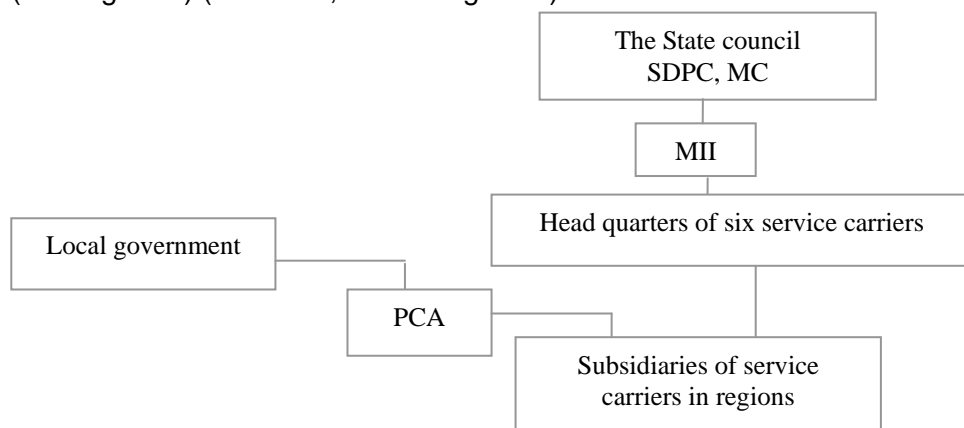 The State council
SDPC, MC
MII
Head quarters of six service carriers
Local government
PCA
Subsidiaries of service
carriers in regions